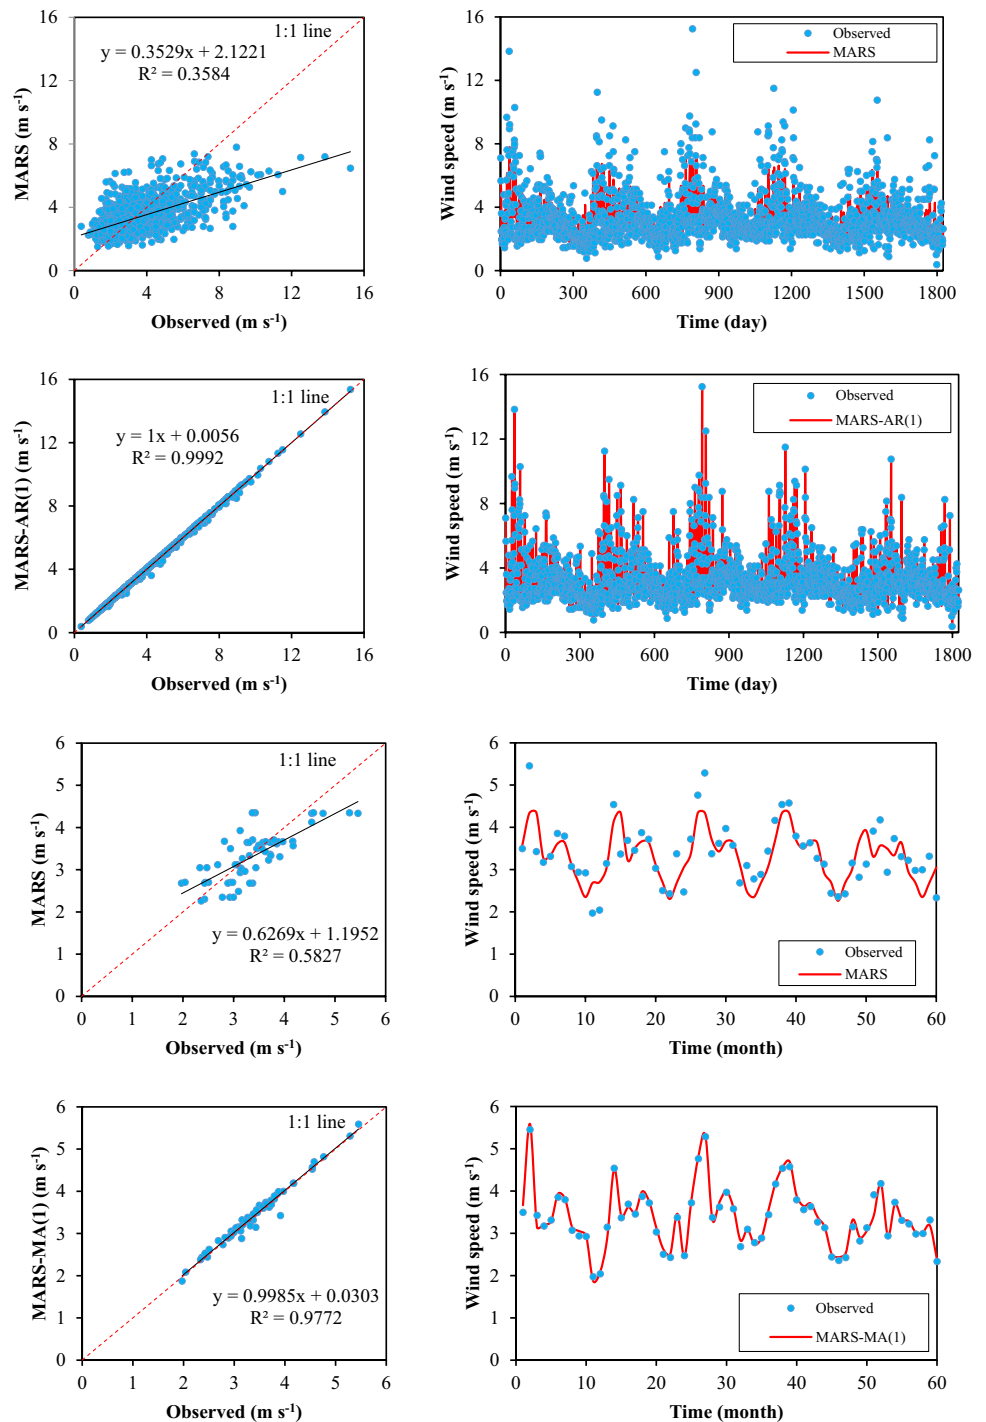 16
12
8
4
0
0
4
8
12
16
MARS (m s-1)
Observed (m s-1)
1:1 line
y = 0.3529x + 2.1221
R² = 0.3584
16
12
8
4
0
0
300
600
900
1200
1500
1800
Wind speed (m s-1)
Time (day)
Observed
MARS
16
12
8
4
0
0
4
8
12
16
MARS-AR(1) (m s-1)
Observed (m s-1)
1:1 line
y = 1x + 0.0056
R² = 0.9992
16
12
8
4
0
0
300
600
900
1200
1500
1800
Wind speed (m s-1)
Time (day)
Observed
MARS-AR(1)
6
5
4
3
2
1
0
0
1
2
3
4
5
6
MARS (m s-1)
Observed (m s-1)
1:1 line
y = 0.6269x + 1.1952
R² = 0.5827
6
5
4
3
2
1
0
0
10
20
30
40
50
60
Wind speed (m s-1)
Time (month)
Observed
MARS
6
5
4
3
2
1
0
0
1
2
3
4
5
6
MARS-MA(1) (m s-1)
Observed (m s-1)
1:1 line
y = 0.9985x + 0.0303
R² = 0.9772
6
5
4
3
2
1
0
0
10
20
30
40
50
60
Wind speed (m s-1)
Time (month)
Observed
MARS-MA(1)